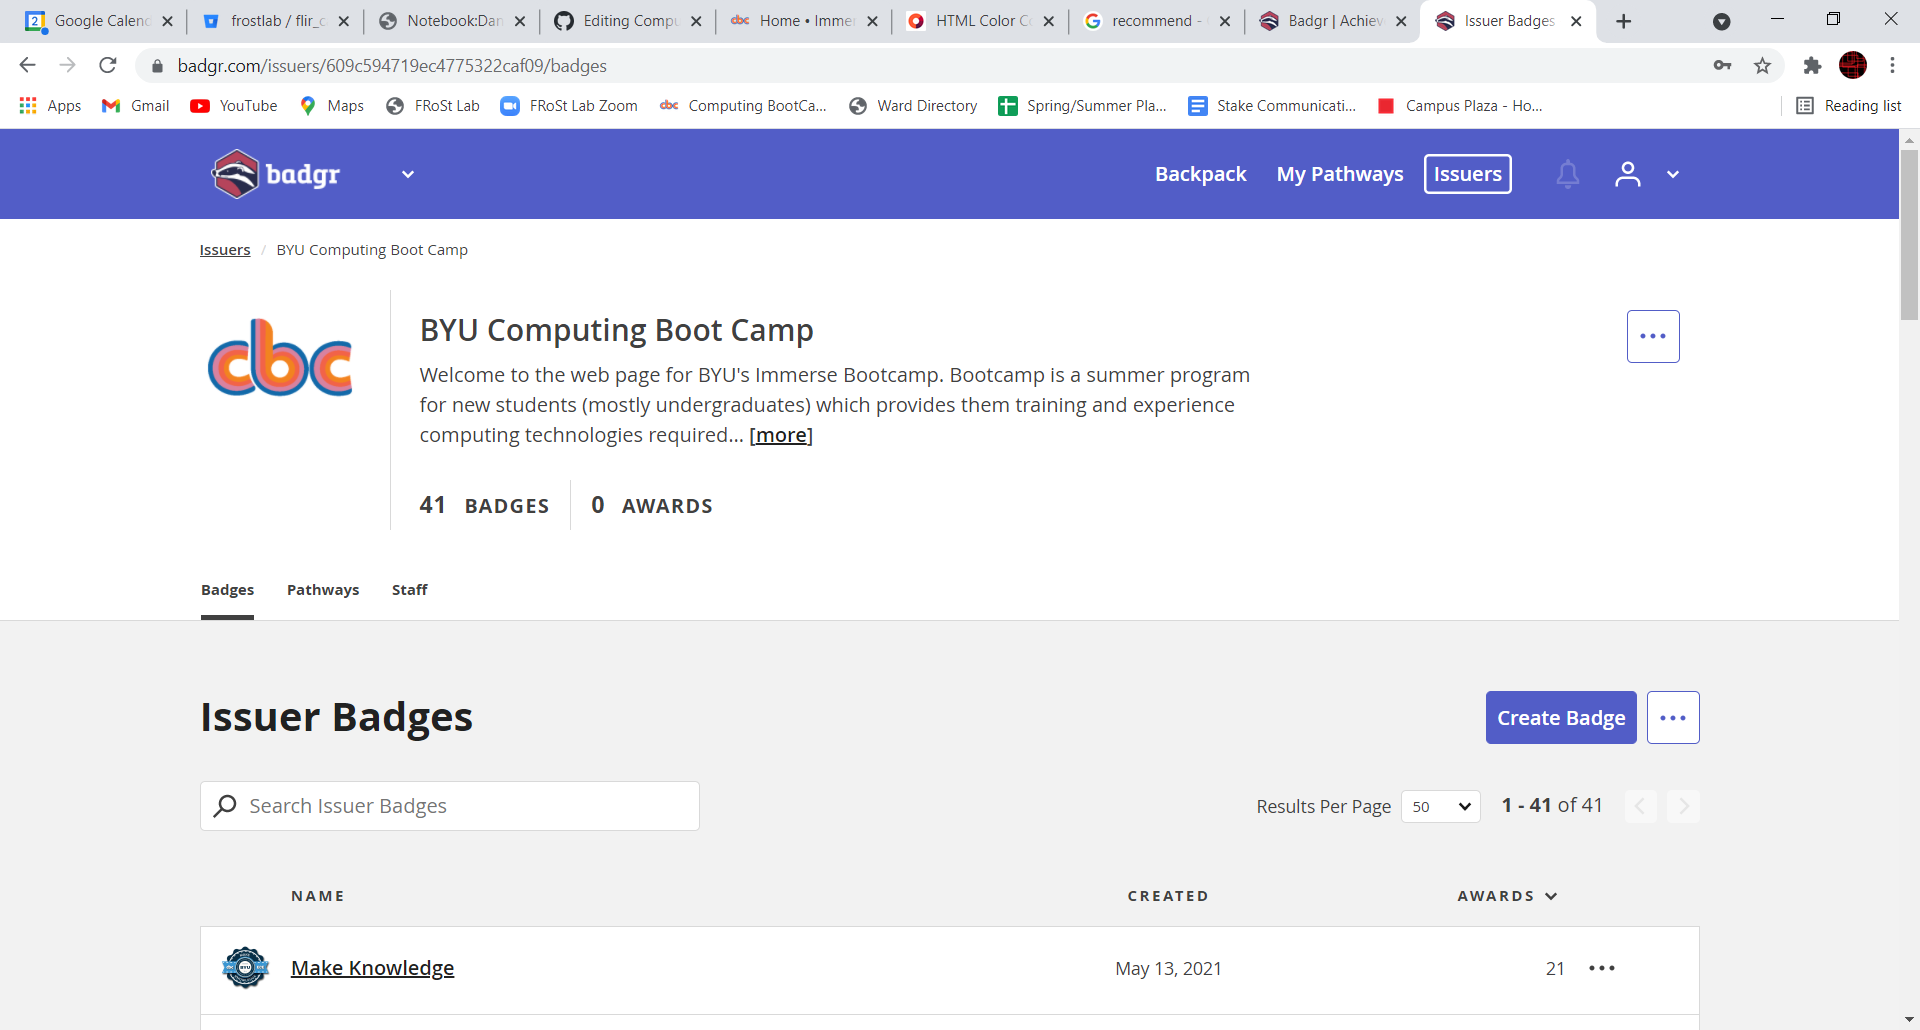 Google Calend
frostlab / flir_c
Notebook:Dan
Editing Compu
cbc Home • Imme
HTML Color C
recommend -
Badgr | Achiev
Issuer Badges
badgr.com/issuers/609c594719ec4775322caf09/badges
Apps
Gmail
YouTube
Maps
FRoSt Lab
FRoSt Lab Zoom
cbc Computing BootCa...
Ward Directory
Spring/Summer Pla...
Stake Communicati...
Campus Plaza - Ho...
Reading list
badgr
Backpack
My Pathways
Issuers
Issuers / BYU Computing Boot Camp
cbc
BYU Computing Boot Camp
Welcome to the web page for BYU's Immerse Bootcamp. Bootcamp is a summer program
for new students (mostly undergraduates) which provides them training and experience
computing technologies required... [more]
41 BADGES
0 AWARDS
Badges
Pathways
Staff
Issuer Badges
Create Badge
Search Issuer Badges
Results Per Page
50
1 - 41 of 41
NAME
CREATED
AWARDS
BYU
Make Knowledge
May 13, 2021
21